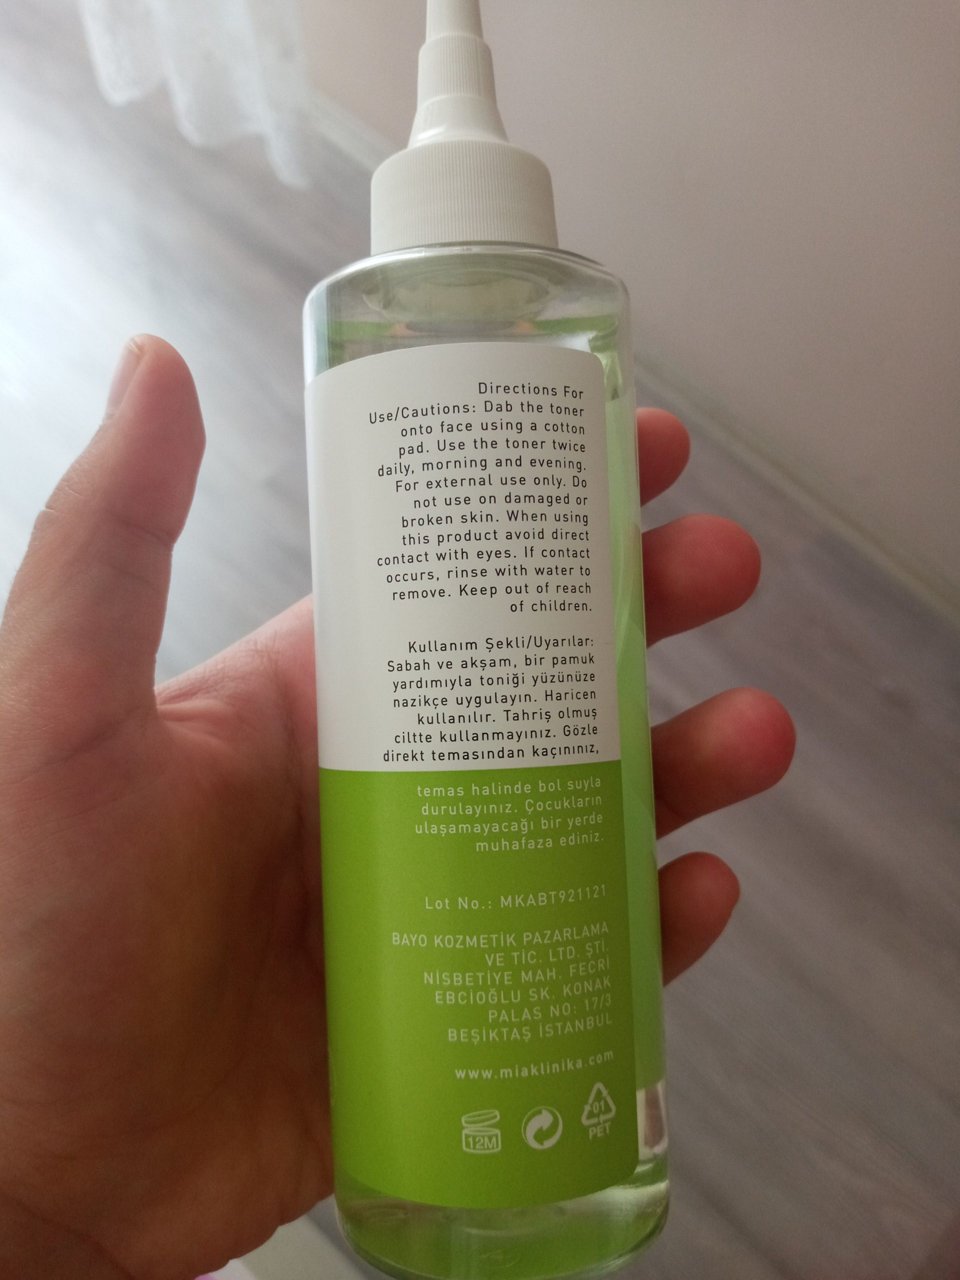 Directions For
Use/Cautions: Dab the toner
onto face using a cotton
pad. Use the toner twice
daily, morning and evening.
For external use only. Do
not use on damaged or
broken skin. When using
this product avoid direct
contact with eyes. If contact
occurs, rinse with water to
remove. Keep out of reach
of children.
Kullanım Şekli/Uyarılar:
Sabah ve akşam, bir pamuk
yardımıyla toniği yüzünüze
nazikçe uygulayın. Haricen
kullanılır. Tahriş olmuş
ciltte kullanmayınız. Gözle
direkt temasından kaçınınız,
temas halinde bol suyla
durulayınız. Çocukların
ulaşamayacağı bir yerde
muhafaza ediniz.
Lot No.: MKABT921121
BAYO KOZMETİK PAZARLAMA
VE TİC. LTD. ŞTİ.
NİSBETİYE MAH. FECRİ
EBCİOĞLU SK. KONAK
PALAS NO: 17/3
BEŞİKTAŞ İSTANBUL
www.miaklinika.com
12M
01
PET